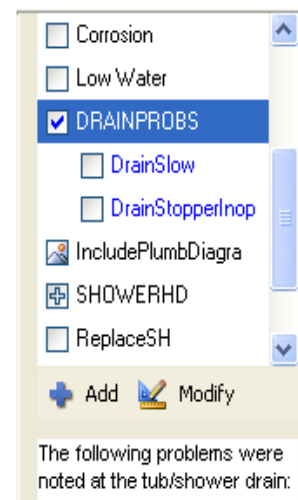 Corrosion
Low Water
DRAINPROBS
DrainSlow
DrainStopperInop
IncludePlumbDiagra
SHOWERHD
ReplaceSH
Add Modify
The following problems were
noted at the tub/shower drain: